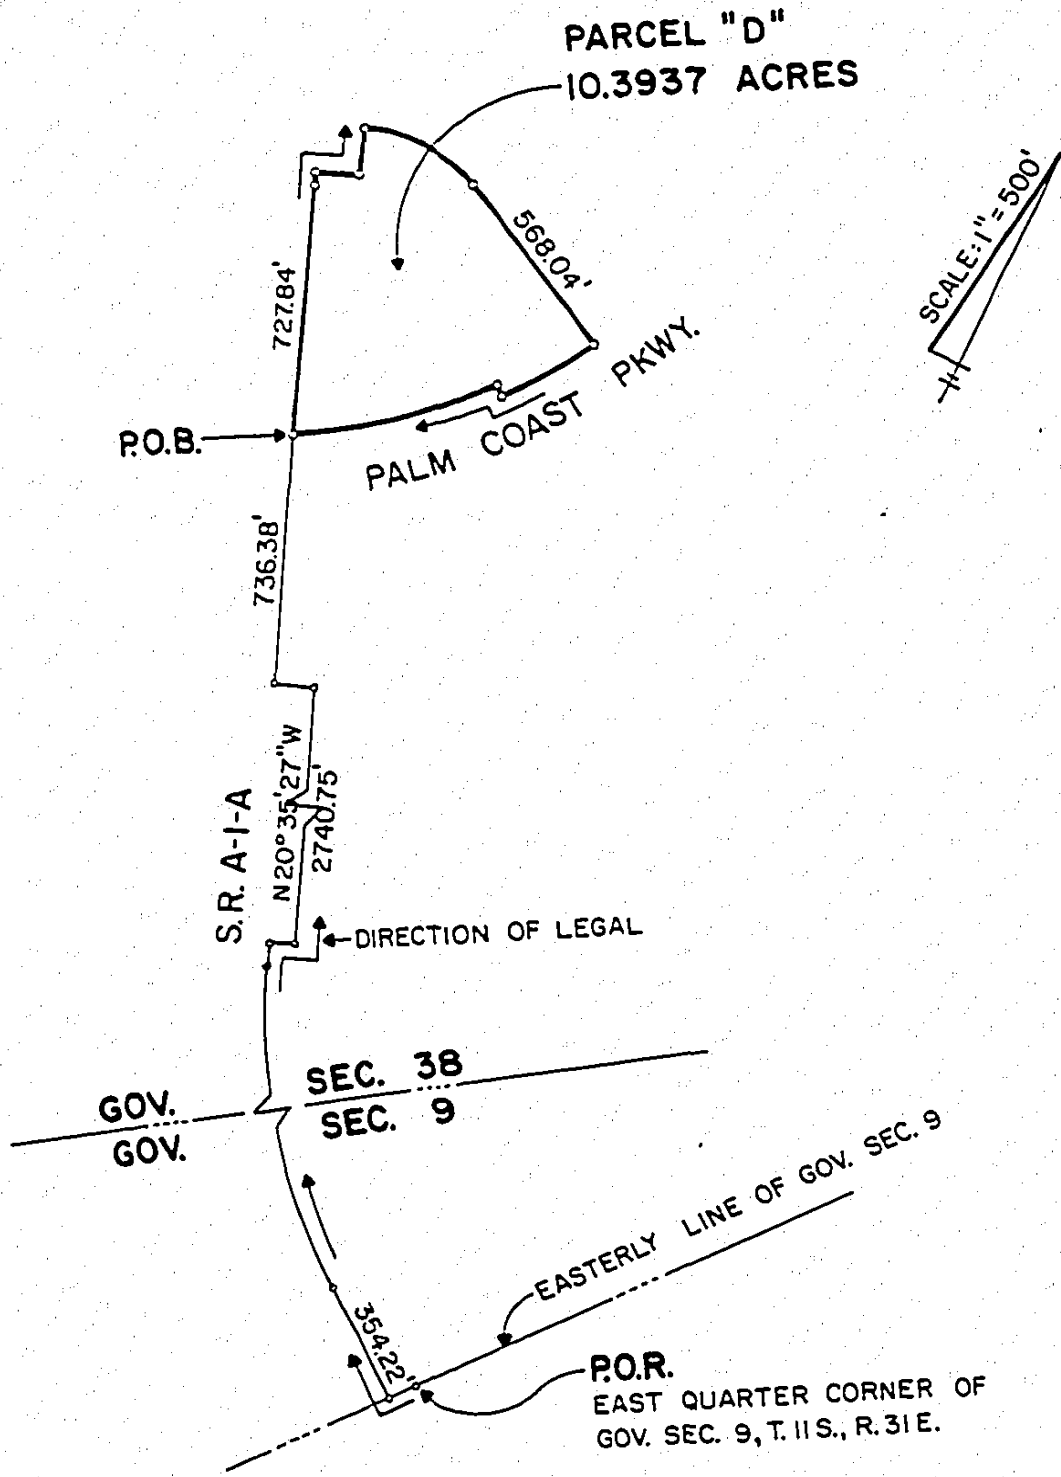 PARCEL "D"
10.3937 ACRES
SCALE: 1" = 500'
568.04'
727.84'
PALM COAST PKWY.
P.O.B.
736.38'
S.R. A-1-A
N 20° 35' 27" W
2740.75'
DIRECTION OF LEGAL
GOV. SEC. 38
GOV. SEC. 9
EASTERLY LINE OF GOV. SEC. 9
354.22'
P.O.R.
EAST QUARTER CORNER OF
GOV. SEC. 9, T. 11 S., R. 31 E.